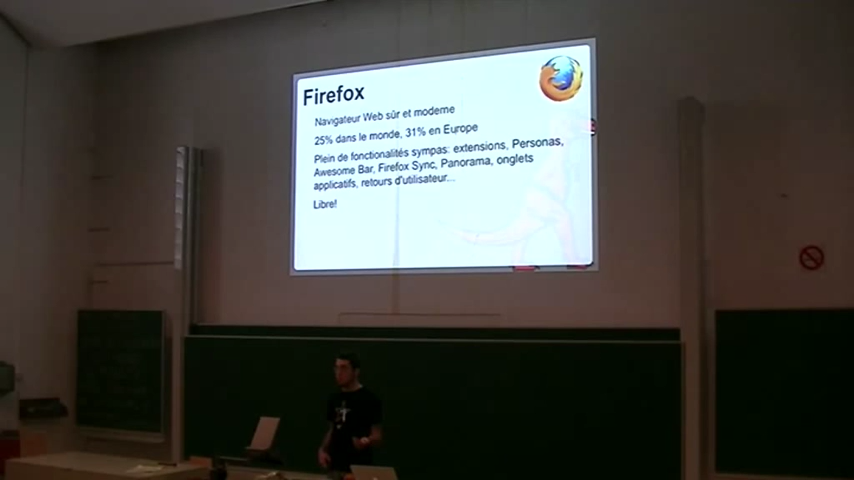 Firefox
Navigateur Web sûr et moderne
25% dans le monde, 31% en Europe
Plein de fonctionalités sympas: extensions, Personas,
Awesome Bar, Firefox Sync, Panorama, onglets
applicatifs, retours d'utilisateur...
Libre!